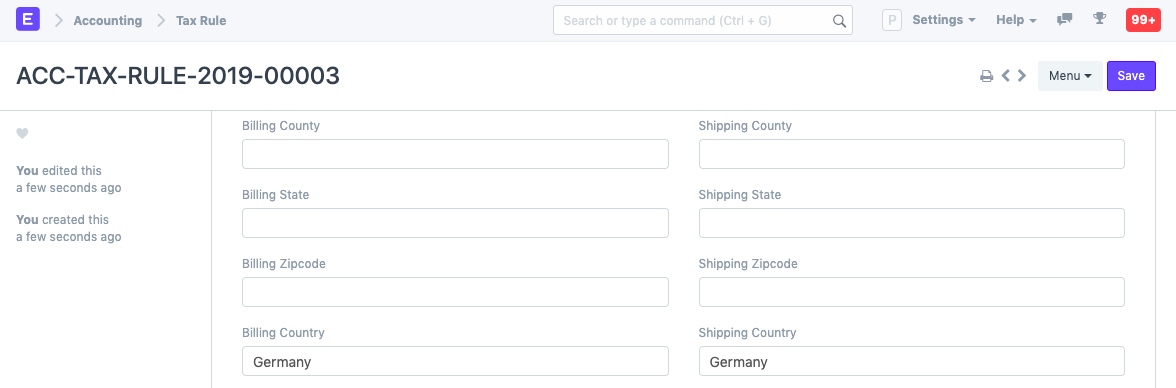 E Accounting Tax Rule Search or type a command (Ctrl + G) P Settings Help 99+
ACC-TAX-RULE-2019-00003 Menu Save
You edited this
a few seconds ago
You created this
a few seconds ago
Billing County Shipping County
Billing State Shipping State
Billing Zipcode Shipping Zipcode
Billing Country Shipping Country
Germany Germany